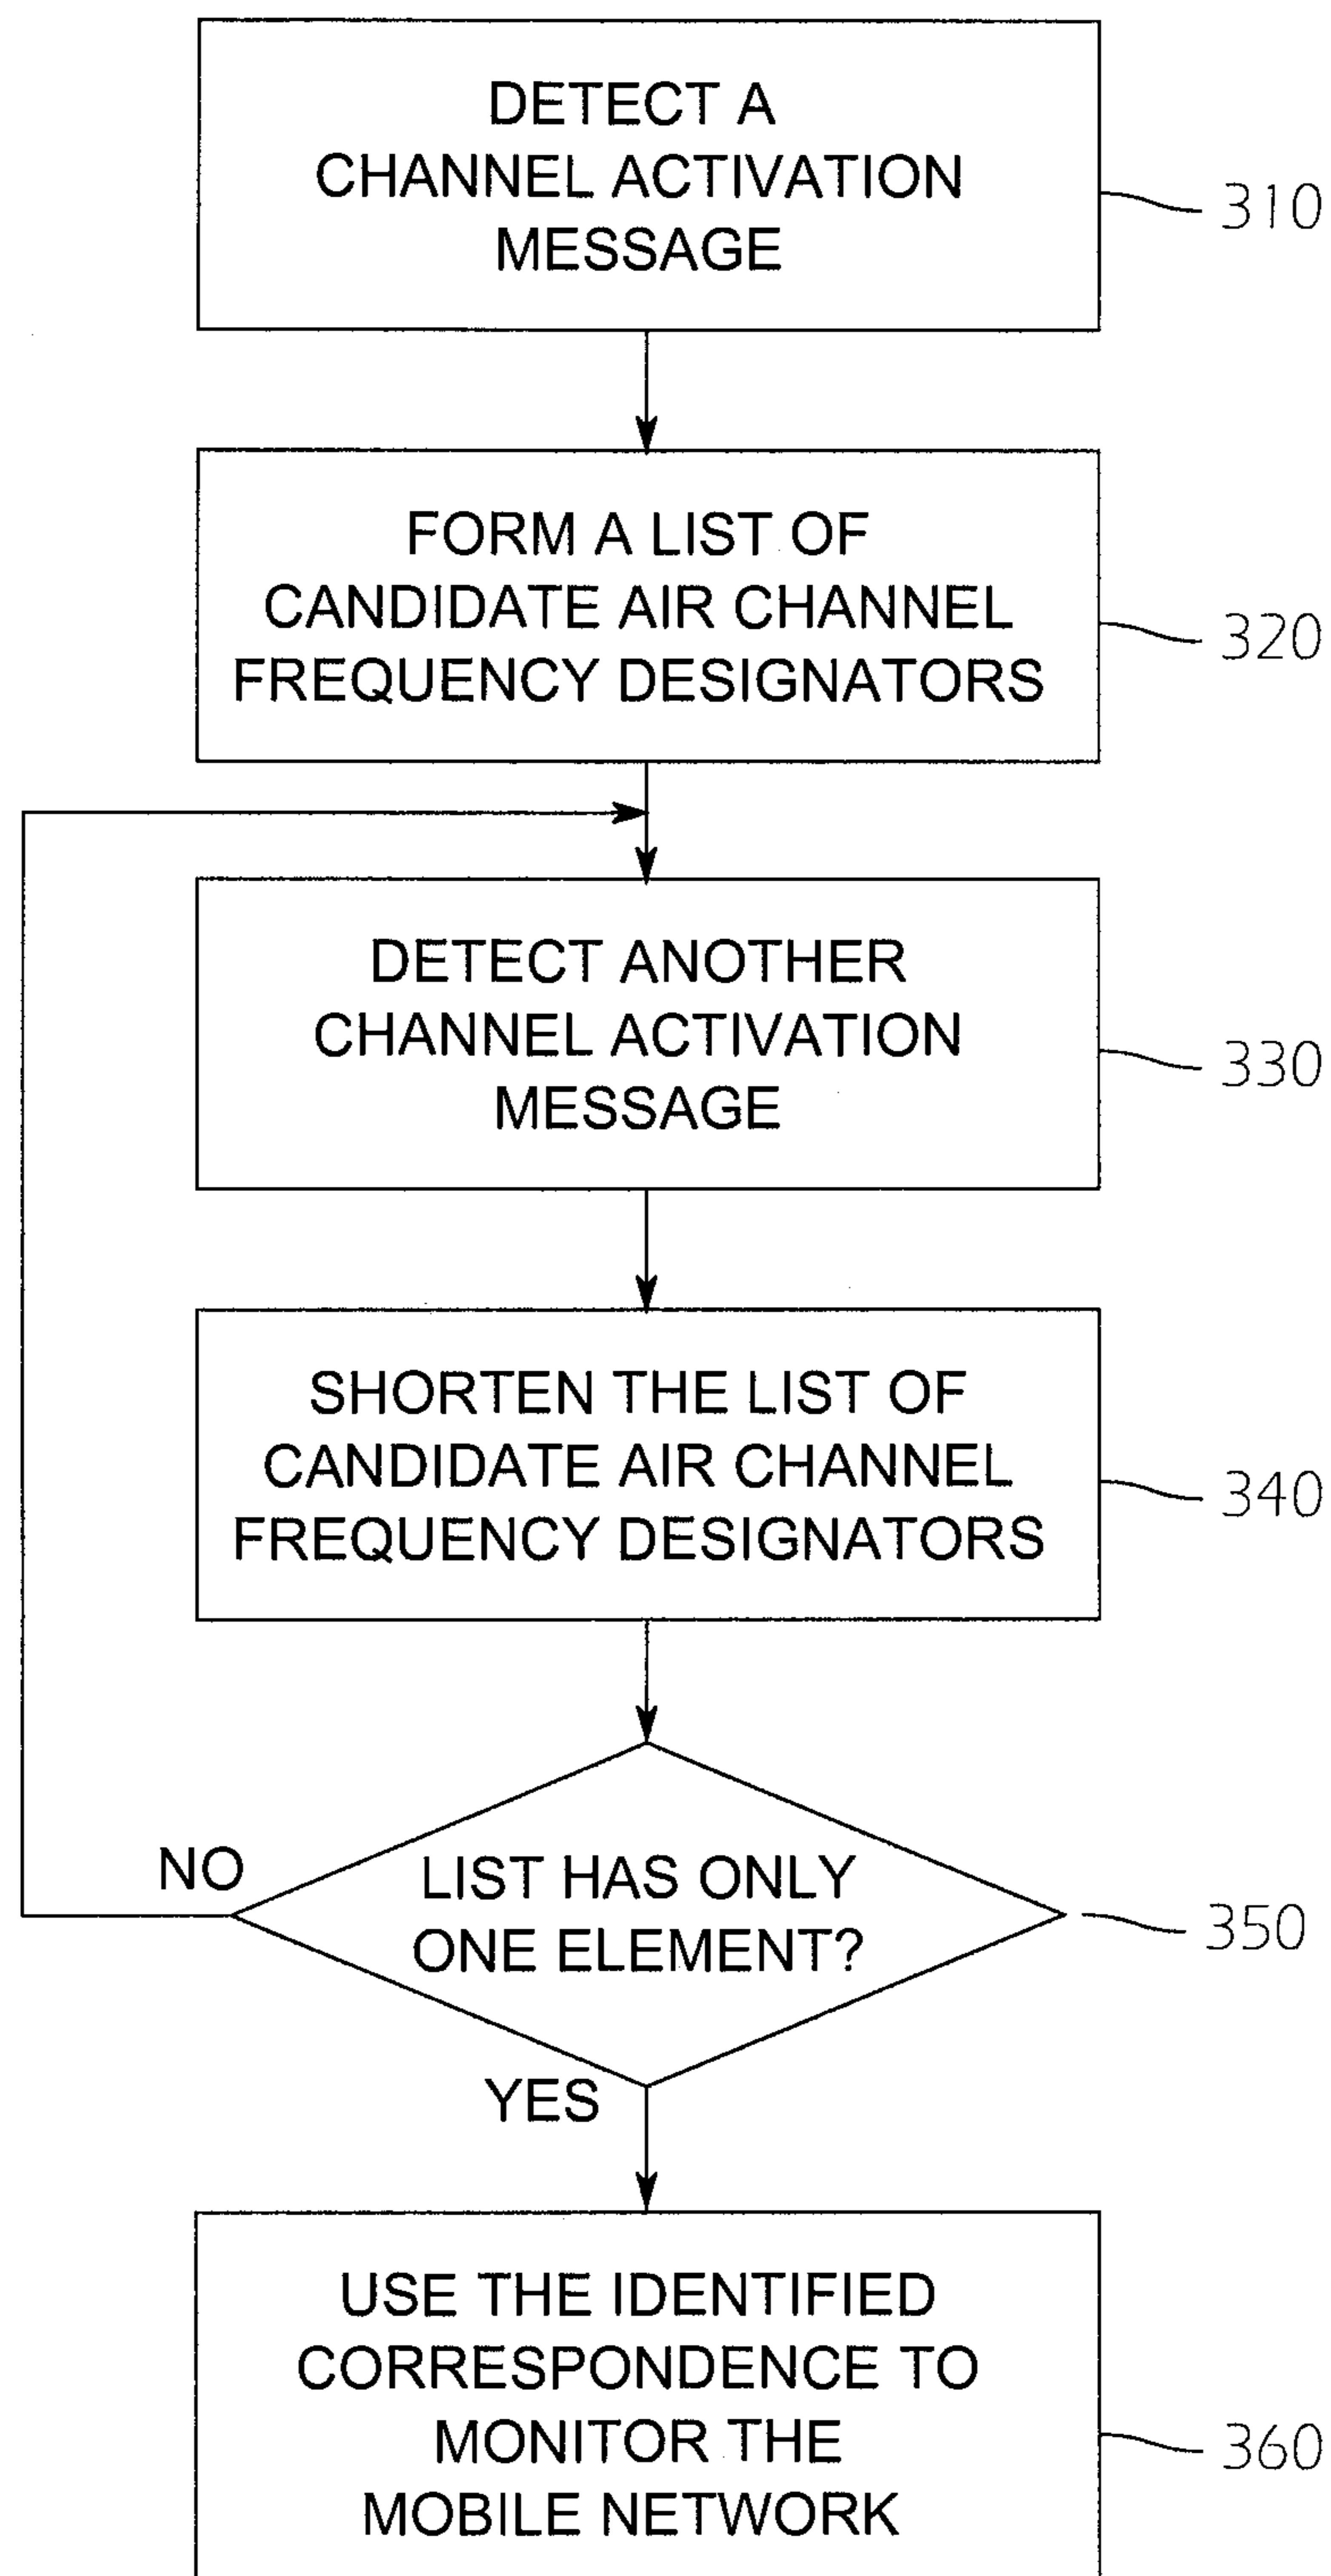 DETECT A
CHANNEL ACTIVATION
MESSAGE
310
FORM A LIST OF
CANDIDATE AIR CHANNEL
FREQUENCY DESIGNATORS
320
DETECT ANOTHER
CHANNEL ACTIVATION
MESSAGE
330
SHORTEN THE LIST OF
CANDIDATE AIR CHANNEL
FREQUENCY DESIGNATORS
340
NO
LIST HAS ONLY
ONE ELEMENT?
350
YES
USE THE IDENTIFIED
CORRESPONDENCE TO
MONITOR THE
MOBILE NETWORK
360